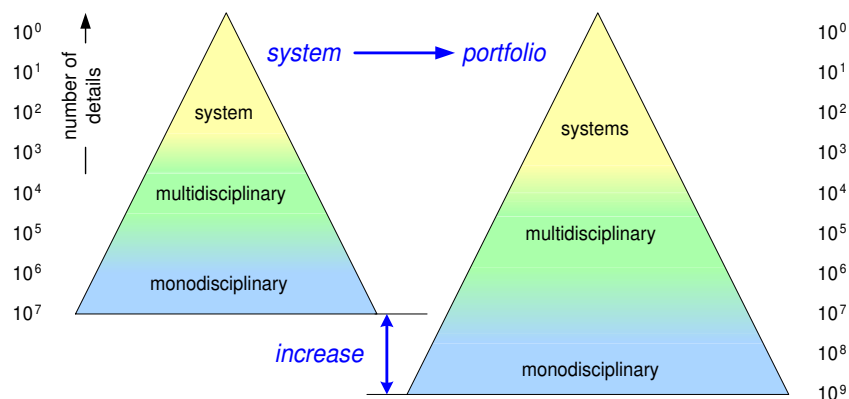 10⁰
10¹
10²
10³
10⁴
10⁵
10⁶
10⁷
number of
details
system
multidisciplinary
monodisciplinary
system
portfolio
increase
systems
multidisciplinary
monodisciplinary
10⁰
10¹
10²
10³
10⁴
10⁵
10⁶
10⁷
10⁸
10⁹